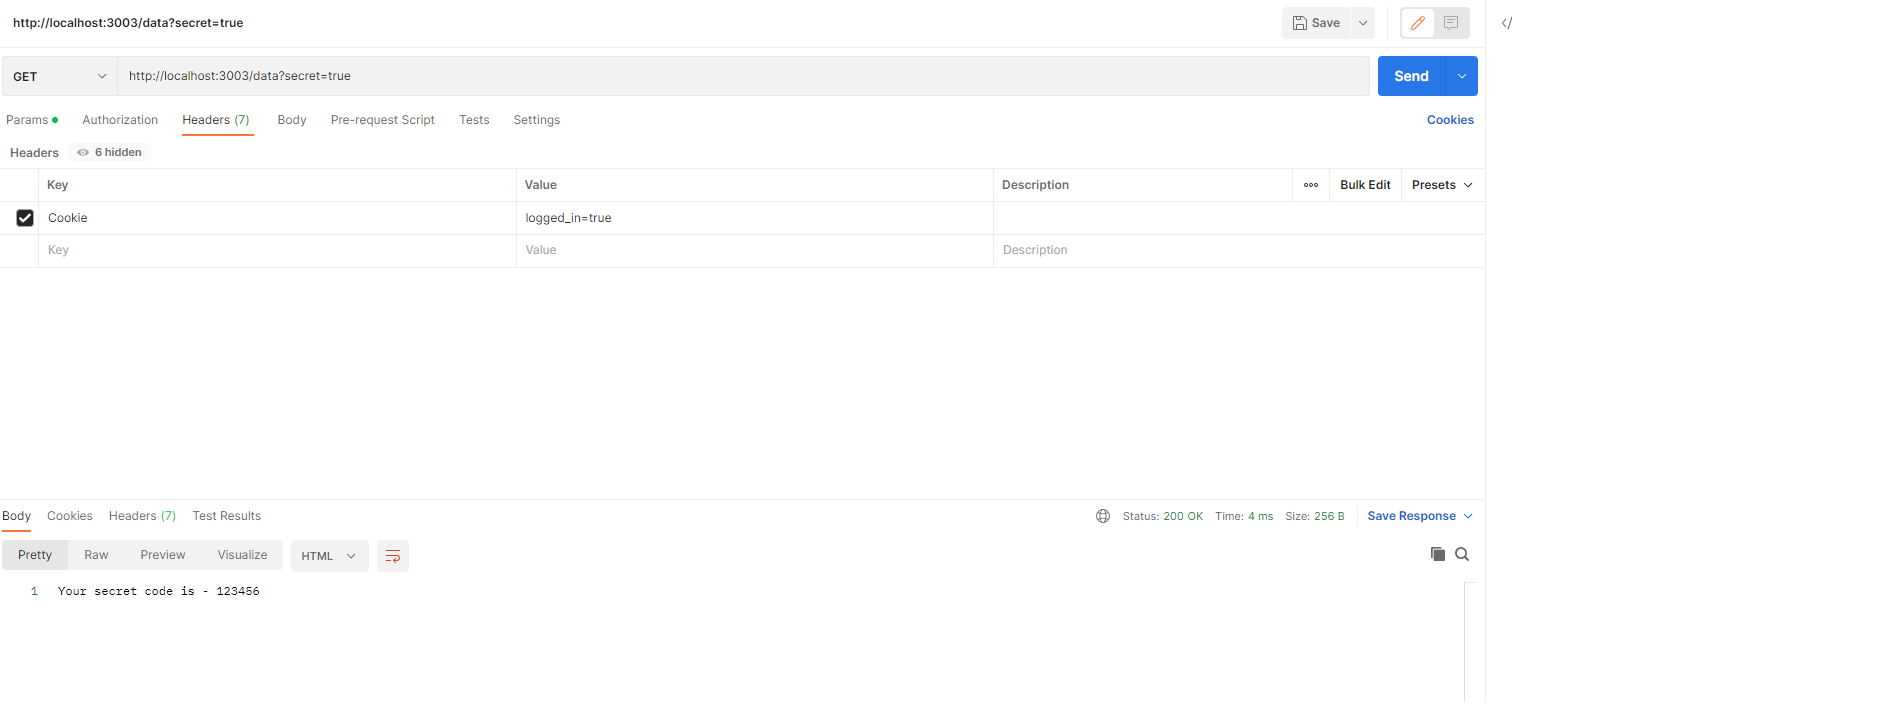 http://localhost:3003/data?secret=true Save
GET http://localhost:3003/data?secret=true Send
Params Authorization Headers (7) Body Pre-request Script Tests Settings Cookies
Headers 6 hidden
Key Value Description Bulk Edit Presets
Cookie logged_in=true
Key Value Description
Body Cookies Headers (7) Test Results Status: 200 OK Time: 4 ms Size: 256 B Save Response
Pretty Raw Preview Visualize HTML
1 Your secret code is - 123456